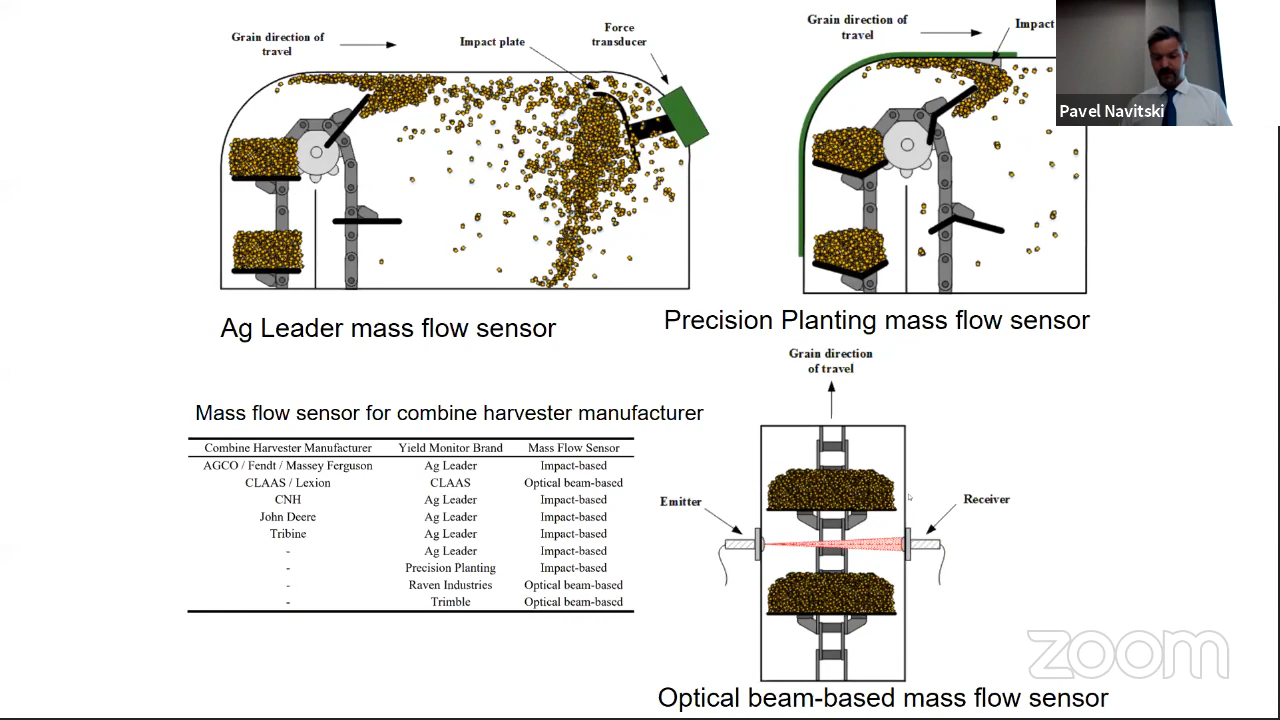 Grain direction of
travel
Impact plate
Force
transducer
Grain direction of
travel
Impact
Pavel Navitski
Ag Leader mass flow sensor
Precision Planting mass flow sensor
Grain direction
of travel
Mass flow sensor for combine harvester manufacturer
Combine Harvester Manufacturer Yield Monitor Brand Mass Flow Sensor
AGCO / Fendt / Massey Ferguson Ag Leader Impact-based
CLAAS / Lexion CLAAS Optical beam-based
CNH Ag Leader Impact-based
John Deere Ag Leader Impact-based
Tribine Ag Leader Impact-based
- Ag Leader Impact-based
- Precision Planting Impact-based
- Raven Industries Optical beam-based
- Trimble Optical beam-based
Emitter
Receiver
zoom
Optical beam-based mass flow sensor